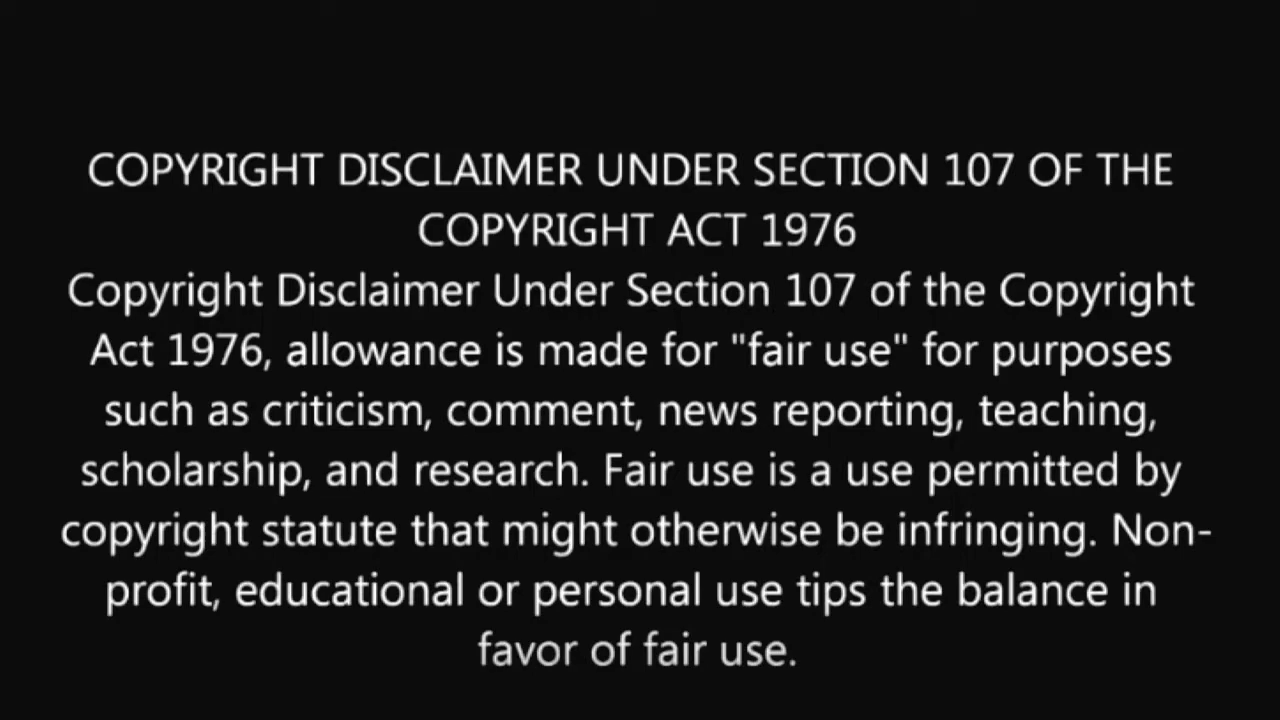 COPYRIGHT DISCLAIMER UNDER SECTION 107 OF THE
COPYRIGHT ACT 1976
Copyright Disclaimer Under Section 107 of the Copyright
Act 1976, allowance is made for "fair use" for purposes
such as criticism, comment, news reporting, teaching,
scholarship, and research. Fair use is a use permitted by
copyright statute that might otherwise be infringing. Non-
profit, educational or personal use tips the balance in
favor of fair use.